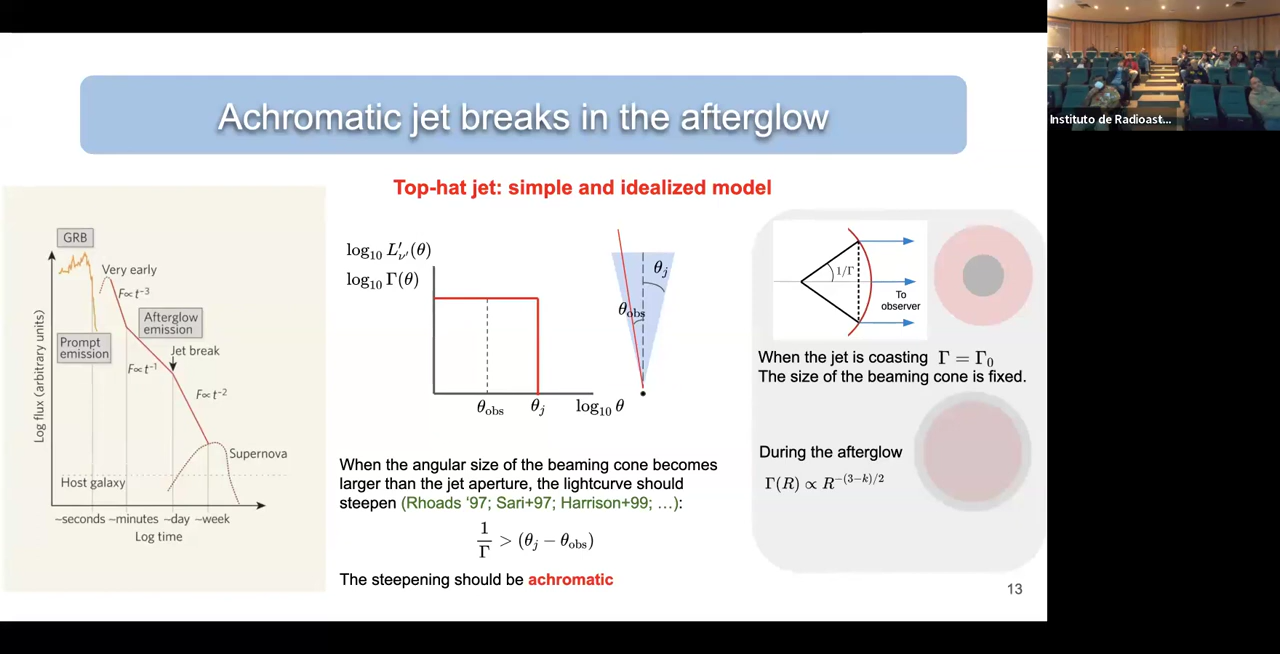 Achromatic jet breaks in the afterglow
Top-hat jet: simple and idealized model
GRB
Very early
F∝t⁻³
Afterglow
emission
Prompt
emission
Jet break
F∝t⁻¹
F∝t⁻²
Supernova
Host galaxy
~seconds ~minutes ~day ~week
Log time
Log flux (arbitrary units)
log₁₀ L′_ν′(θ)
log₁₀ Γ(θ)
θ_obs
θ_j
log₁₀ θ
θ_j
θ_obs
When the angular size of the beaming cone becomes
larger than the jet aperture, the lightcurve should
steepen (Rhoads ‘97; Sari+97; Harrison+99; …):
1/Γ > (θ_j − θ_obs)
The steepening should be achromatic
1/Γ
To
observer
When the jet is coasting Γ = Γ₀
The size of the beaming cone is fixed.
During the afterglow
Γ(R) ∝ R^{−(3−k)/2}
13
Instituto de Radioast...